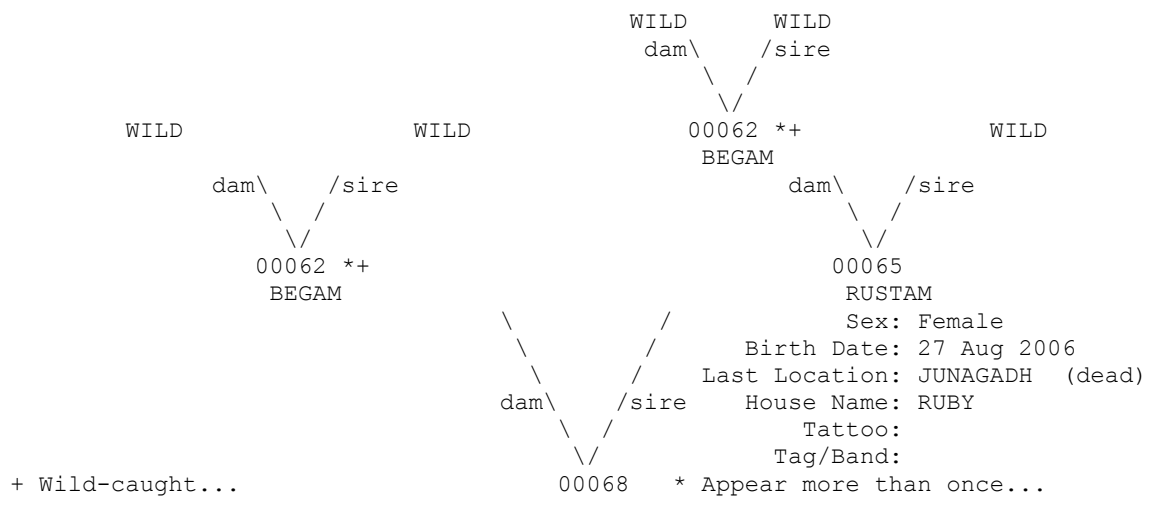 WILD WILD
dam\ /sire
\ /
\/
WILD WILD 00062 *+ WILD
BEGAM
dam\ /sire dam\ /sire
\ / \ /
\/ \/
00062 *+ 00065
BEGAM RUSTAM
\ / Sex: Female
\ / Birth Date: 27 Aug 2006
\ / Last Location: JUNAGADH (dead)
dam\ /sire House Name: RUBY
\ / Tattoo:
\/ Tag/Band:
+ Wild-caught... 00068 * Appear more than once...